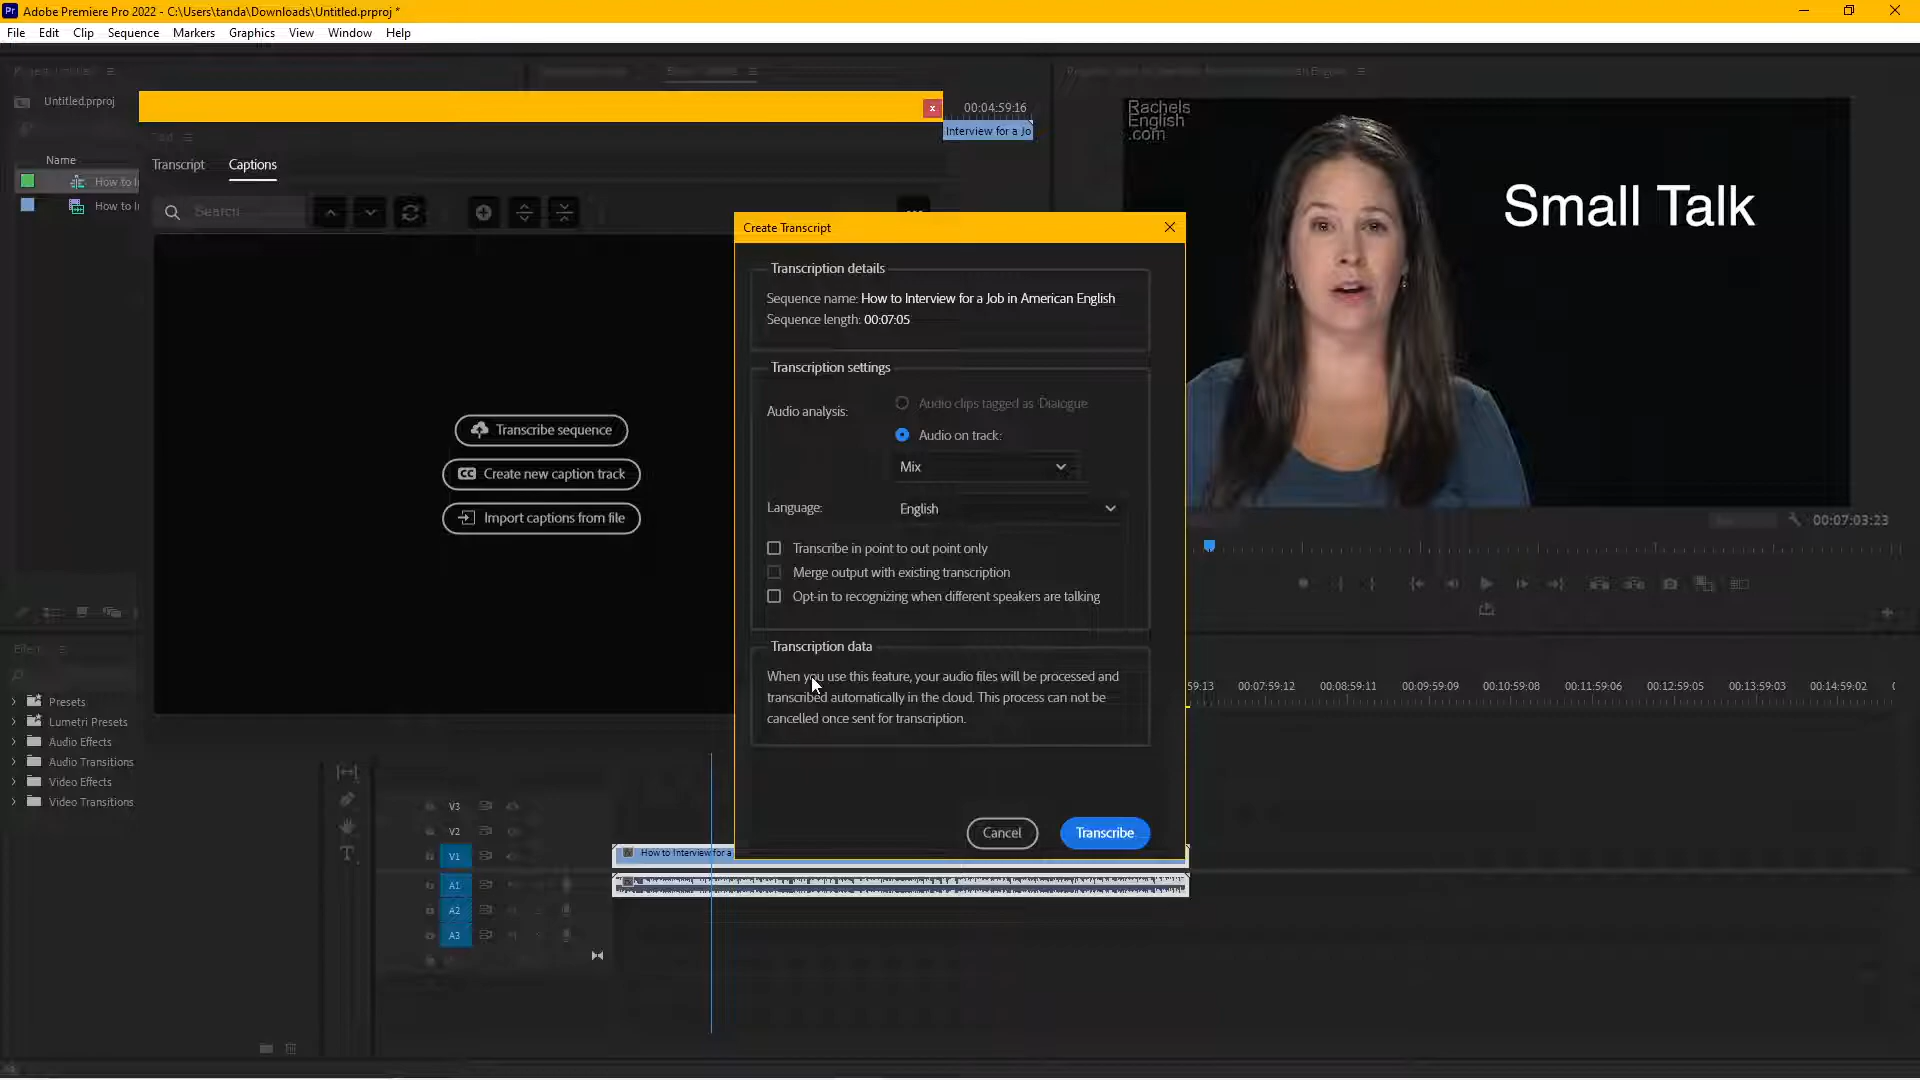 Adobe Premiere Pro 2022 - C:\Users\tanda\Downloads\Untitled.prproj *
File Edit Clip Sequence Markers Graphics View Window Help
Untitled.prproj
Name
How to I
How to I
00:04:59:16
Interview for a Jo
Transcript Captions
Search
Transcribe sequence
Create new caption track
Import captions from file
Create Transcript
Transcription details
Sequence name: How to Interview for a Job in American English
Sequence length: 00:07:05
Transcription settings
Audio analysis:
Audio clips tagged as 'Dialogue'
Audio on track:
Mix
Language:
English
Transcribe in point to out point only
Merge output with existing transcription
Opt-in to recognizing when different speakers are talking
Transcription data
When you use this feature, your audio files will be processed and
transcribed automatically in the cloud. This process can not be
cancelled once sent for transcription.
Cancel Transcribe
Rachels
English
.com
Small Talk
00:07:03:23
Presets
Lumetri Presets
Audio Effects
Audio Transitions
Video Effects
Video Transitions
59:13 00:07:59:12 00:08:59:11 00:09:59:09 00:10:59:08 00:11:59:06 00:12:59:05 00:13:59:03 00:14:59:02
V3
V2
V1
How to Interview for a
A1
A2
A3